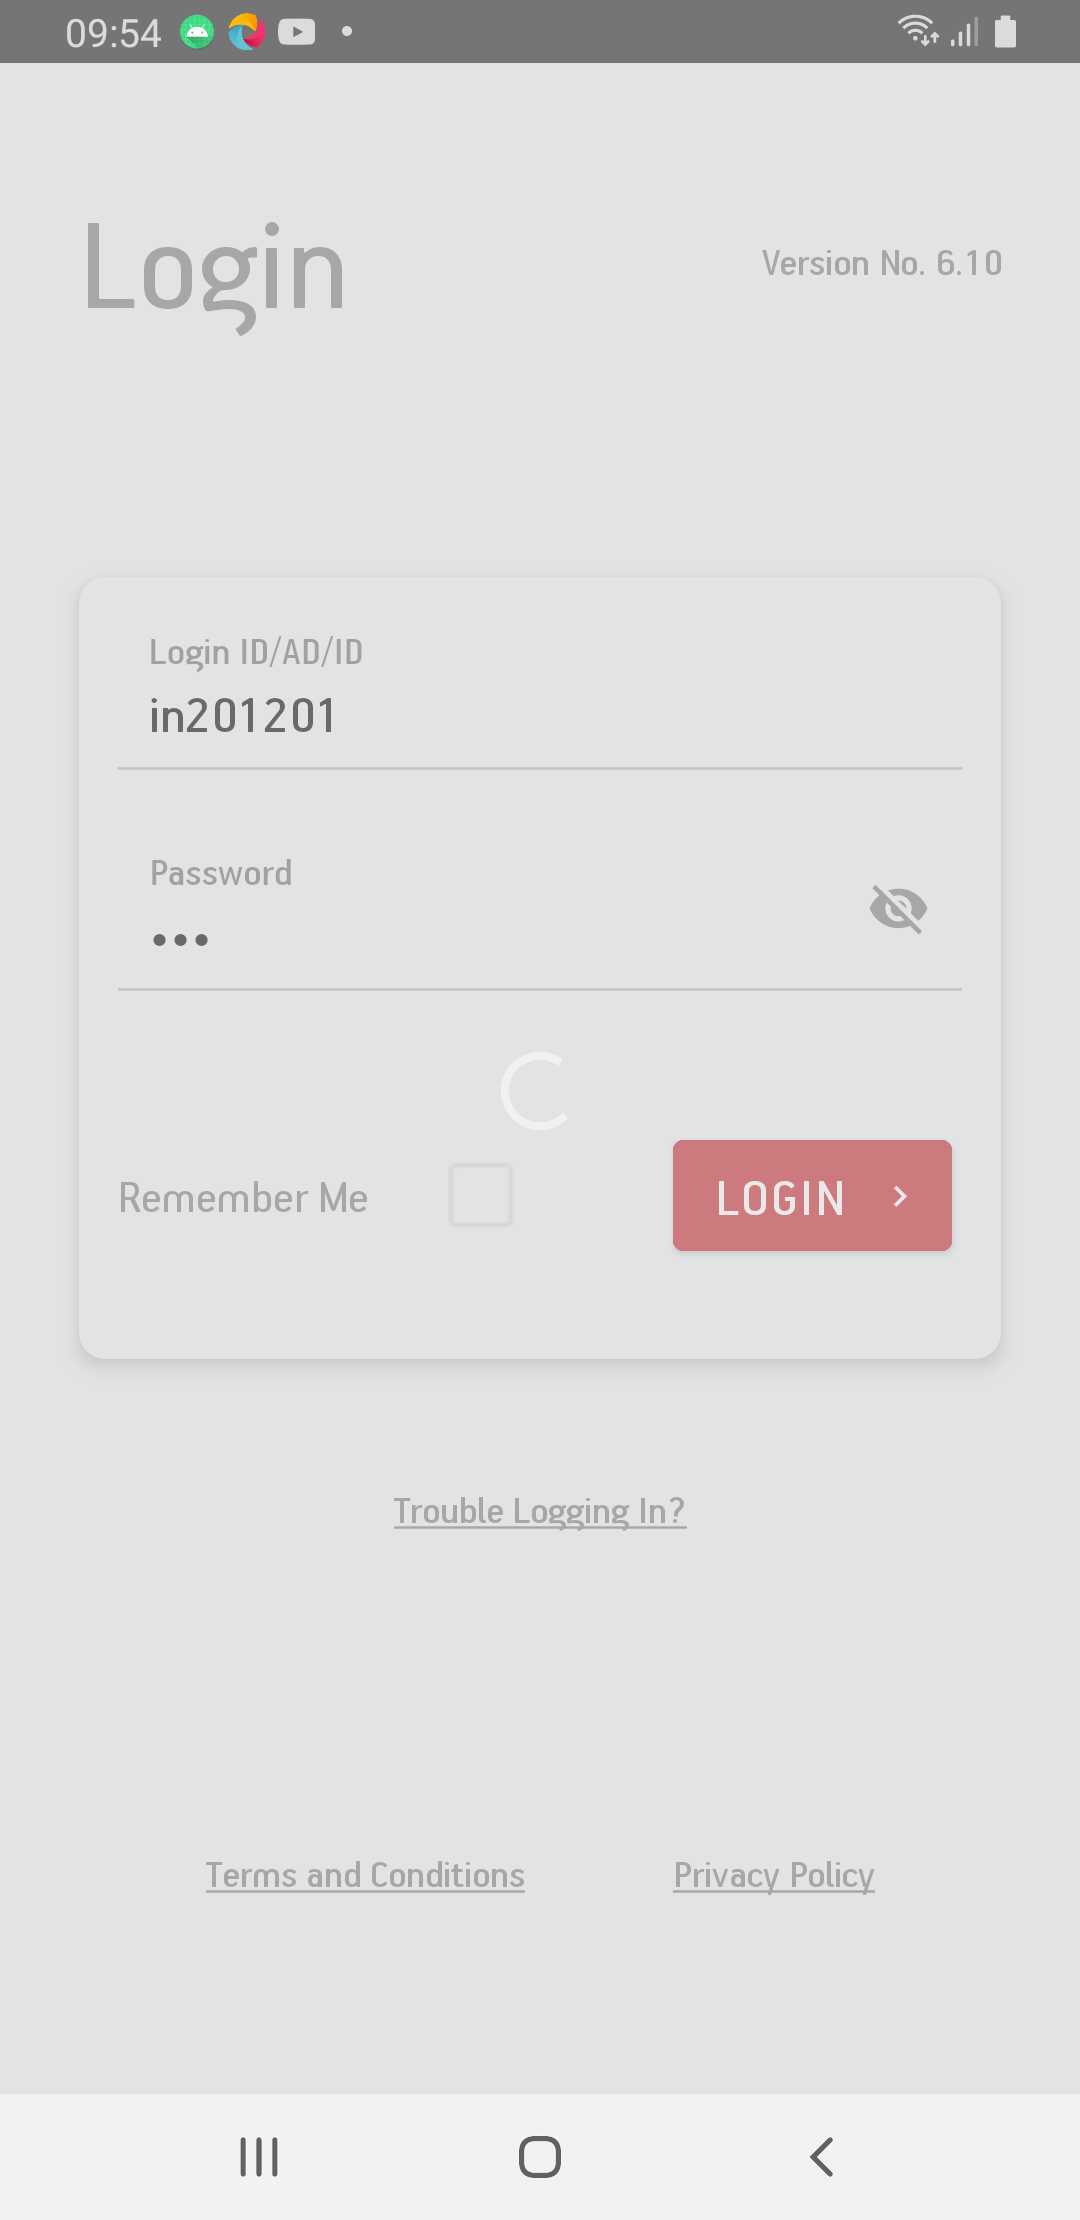 09:54
Login
Version No. 6.10
Login ID/AD/ID
in201201
Password
•••
Remember Me
LOGIN
Trouble Logging In?
Terms and Conditions
Privacy Policy